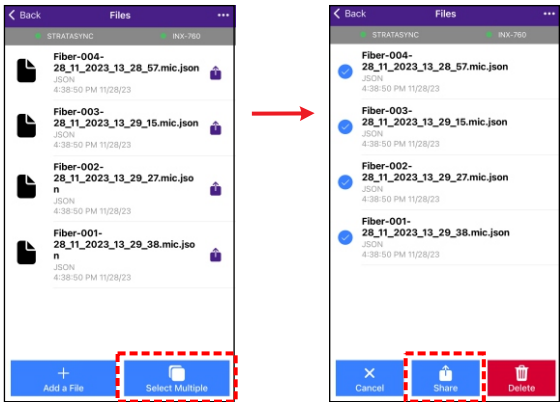 Back Files ...
STRATASYNC INX-760
Fiber-004-
28_11_2023_13_28_57.mic.json
JSON
4:38:50 PM 11/28/23
Fiber-003-
28_11_2023_13_29_15.mic.json
JSON
4:38:50 PM 11/28/23
Fiber-002-
28_11_2023_13_29_27.mic.jso
n
JSON
4:38:50 PM 11/28/23
Fiber-001-
28_11_2023_13_29_38.mic.jso
n
JSON
4:38:50 PM 11/28/23
Add a File Select Multiple
Back Files ...
STRATASYNC INX-760
Fiber-004-
28_11_2023_13_28_57.mic.json
JSON
4:38:50 PM 11/28/23
Fiber-003-
28_11_2023_13_29_15.mic.json
JSON
4:38:50 PM 11/28/23
Fiber-002-
28_11_2023_13_29_27.mic.json
JSON
4:38:50 PM 11/28/23
Fiber-001-
28_11_2023_13_29_38.mic.json
JSON
4:38:50 PM 11/28/23
Cancel Share Delete